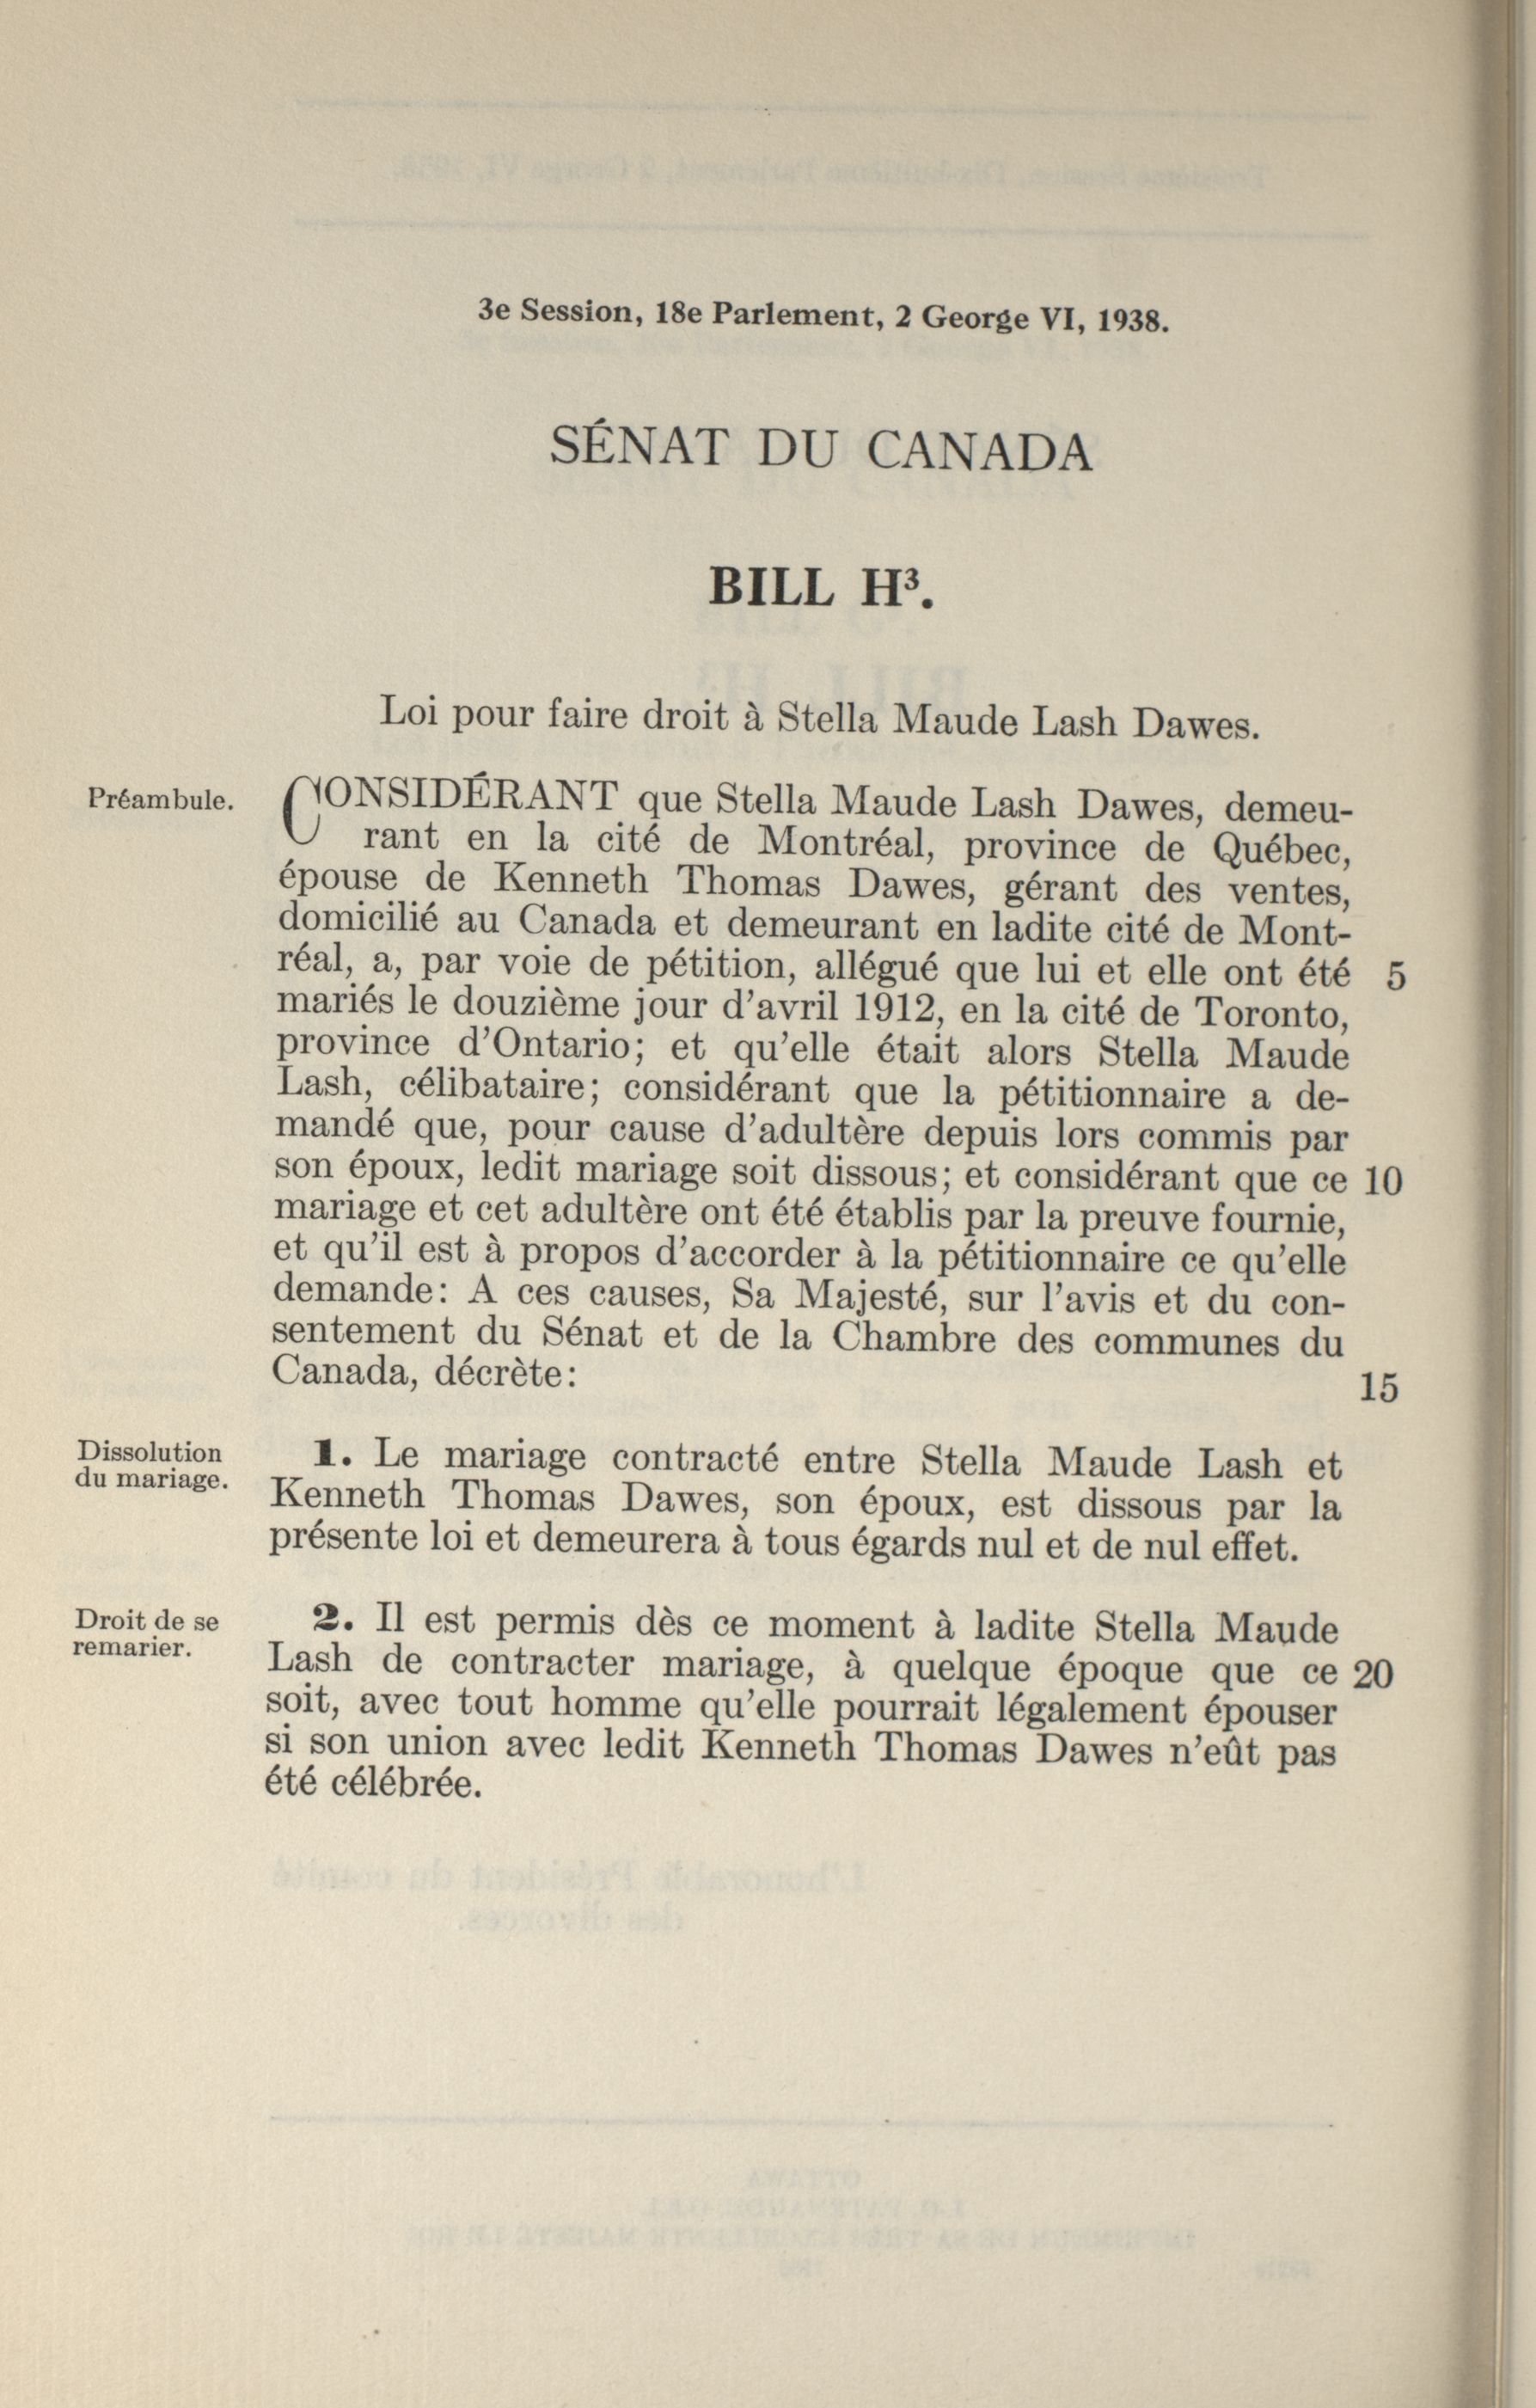 3e Session, 18e Parlement, 2 George VI, 1938.
SÉNAT DU CANADA
BILL H³.
Loi pour faire droit à Stella Maude Lash Dawes.
Préambule.
CONSIDÉRANT que Stella Maude Lash Dawes, demeu-
rant en la cité de Montréal, province de Québec,
épouse de Kenneth Thomas Dawes, gérant des ventes,
domicilié au Canada et demeurant en ladite cité de Mont-
réal, a, par voie de pétition, allégué que lui et elle ont été 5
mariés le douzième jour d'avril 1912, en la cité de Toronto,
province d'Ontario; et qu'elle était alors Stella Maude
Lash, célibataire; considérant que la pétitionnaire a de-
mandé que, pour cause d'adultère depuis lors commis par
son époux, ledit mariage soit dissous; et considérant que ce 10
mariage et cet adultère ont été établis par la preuve fournie,
et qu'il est à propos d'accorder à la pétitionnaire ce qu'elle
demande: A ces causes, Sa Majesté, sur l'avis et du con-
sentement du Sénat et de la Chambre des communes du
Canada, décrète: 15
Dissolution
du mariage.
1. Le mariage contracté entre Stella Maude Lash et
Kenneth Thomas Dawes, son époux, est dissous par la
présente loi et demeurera à tous égards nul et de nul effet.
Droit de se
remarier.
2. Il est permis dès ce moment à ladite Stella Maude
Lash de contracter mariage, à quelque époque que ce 20
soit, avec tout homme qu'elle pourrait légalement épouser
si son union avec ledit Kenneth Thomas Dawes n'eût pas
été célébrée.